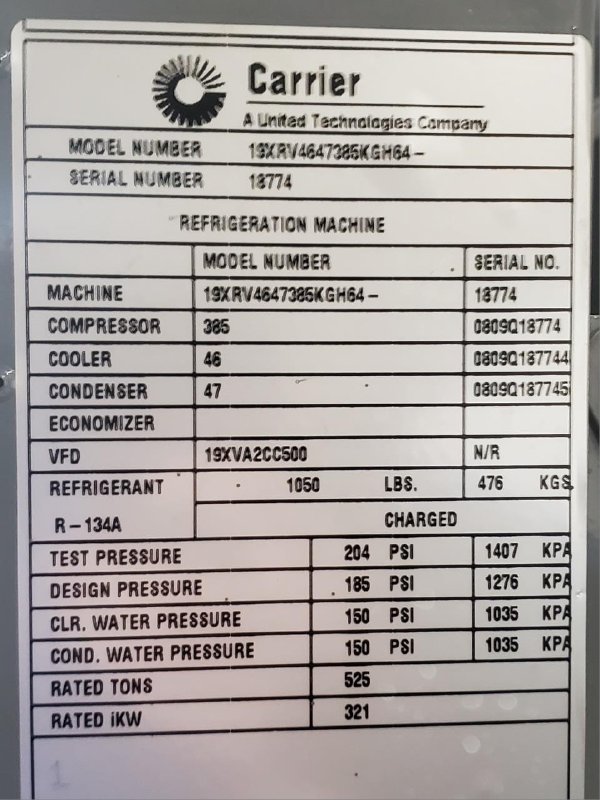 Carrier
A United Technologies Company
MODEL NUMBER 19XRV4647385KGH64-
SERIAL NUMBER 18774
REFRIGERATION MACHINE
MODEL NUMBER SERIAL NO.
MACHINE 19XRV4647385KGH64- 18774
COMPRESSOR 385 0809Q18774
COOLER 46 0809Q187744
CONDENSER 47 0809Q187745
ECONOMIZER
VFD 19XVA2CC500 N/R
REFRIGERANT 1050 LBS. 476 KGS
R-134A CHARGED
TEST PRESSURE 204 PSI 1407 KPA
DESIGN PRESSURE 185 PSI 1276 KPA
CLR. WATER PRESSURE 150 PSI 1035 KPA
COND. WATER PRESSURE 150 PSI 1035 KPA
RATED TONS 525
RATED iKW 321
1